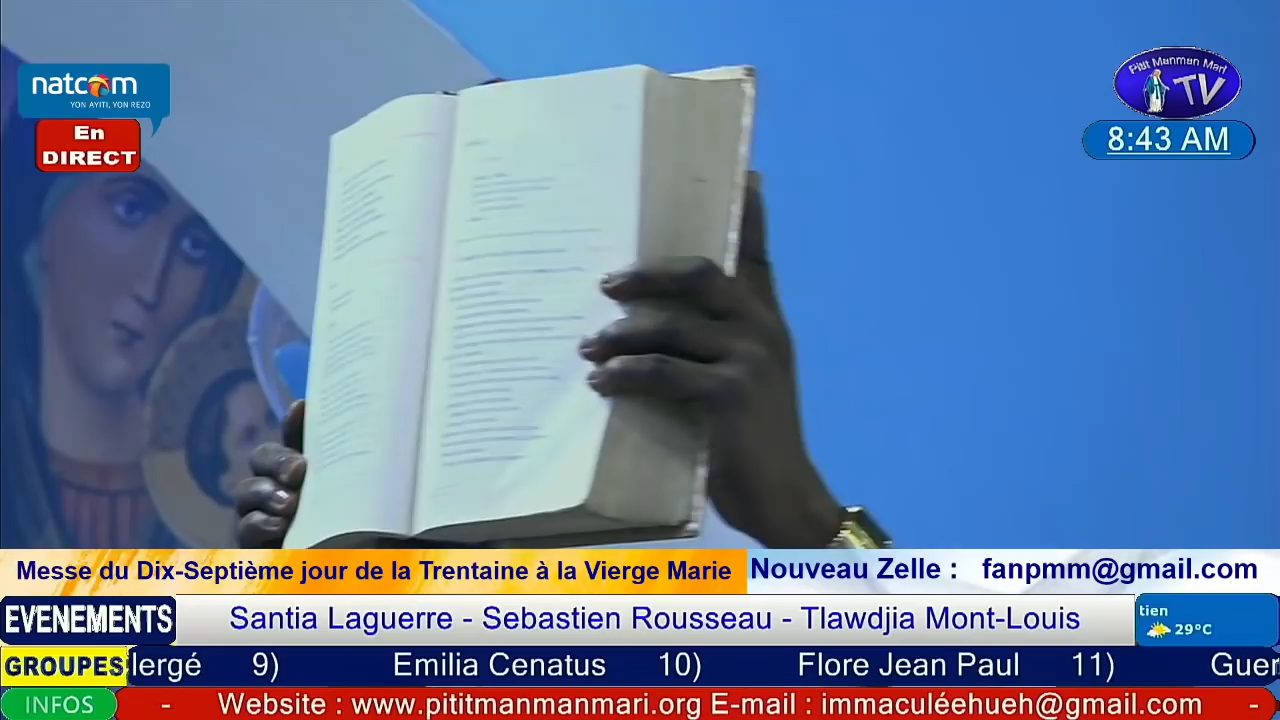 natcom
YON AYITI, YON REZO
En
DIRECT
Pitit Manman Mari
TV
8:43 AM
Messe du Dix-Septième jour de la Trentaine à la Vierge Marie
Nouveau Zelle : fanpmm@gmail.com
EVENEMENTS
Santia Laguerre - Sebastien Rousseau - Tlawdjia Mont-Louis
tien
29°C
GROUPES
lergé 9) Emilia Cenatus 10) Flore Jean Paul 11) Guer
INFOS
- Website : www.pititmanmanmari.org E-mail : immaculéehueh@gmail.com -